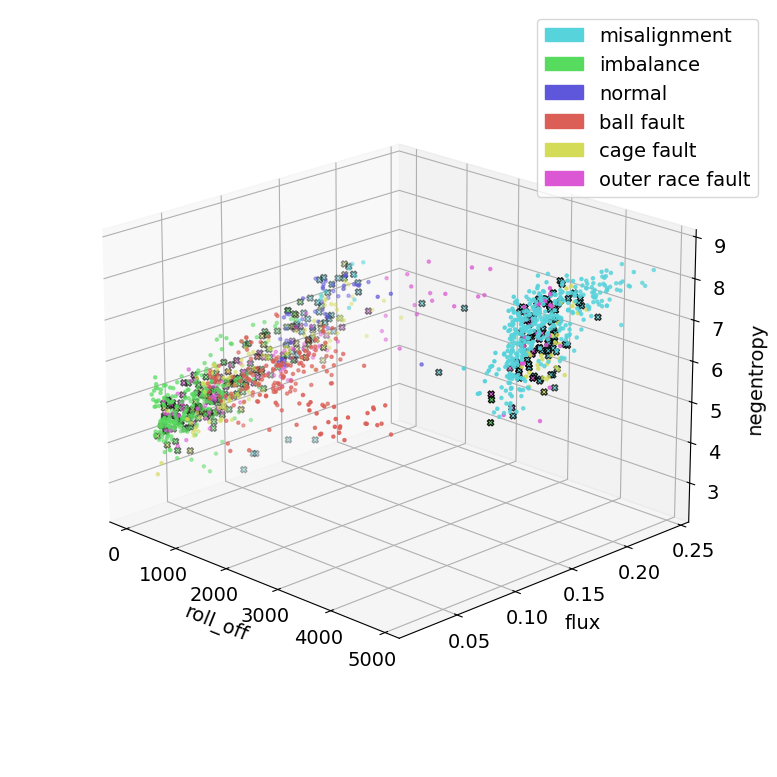 misalignment
imbalance
normal
ball fault
cage fault
outer race fault
9
8
7
6
5
4
3
negentropy
0
1000
2000
3000
4000
5000
roll_off
0.05
0.10
0.15
0.20
0.25
flux